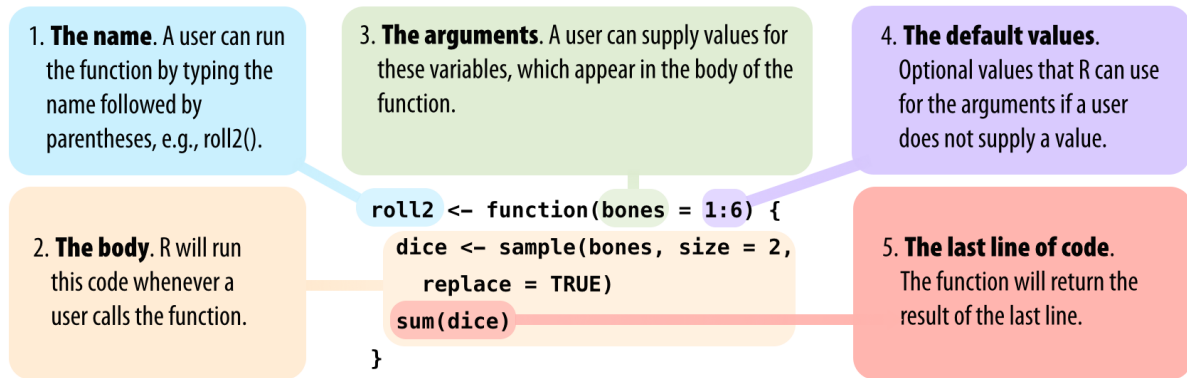 1. The name. A user can run
the function by typing the
name followed by
parentheses, e.g., roll2().
3. The arguments. A user can supply values for
these variables, which appear in the body of the
function.
4. The default values.
Optional values that R can use
for the arguments if a user
does not supply a value.
2. The body. R will run
this code whenever a
user calls the function.
roll2 <- function(bones = 1:6) {
dice <- sample(bones, size = 2,
replace = TRUE)
sum(dice)
}
5. The last line of code.
The function will return the
result of the last line.